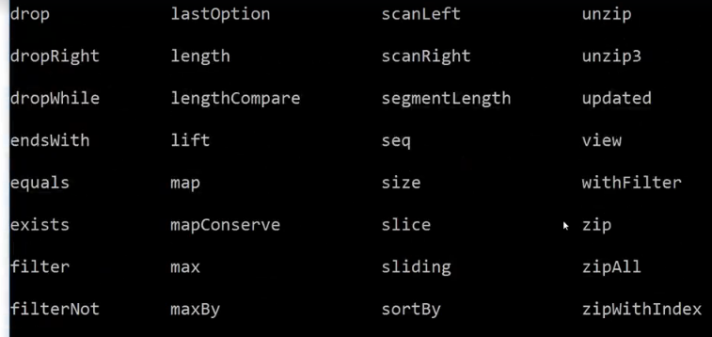 drop lastOption scanLeft unzip
dropRight length scanRight unzip3
dropWhile lengthCompare segmentLength updated
endsWith lift seq view
equals map size withFilter
exists mapConserve slice zip
filter max sliding zipAll
filterNot maxBy sortBy zipWithIndex